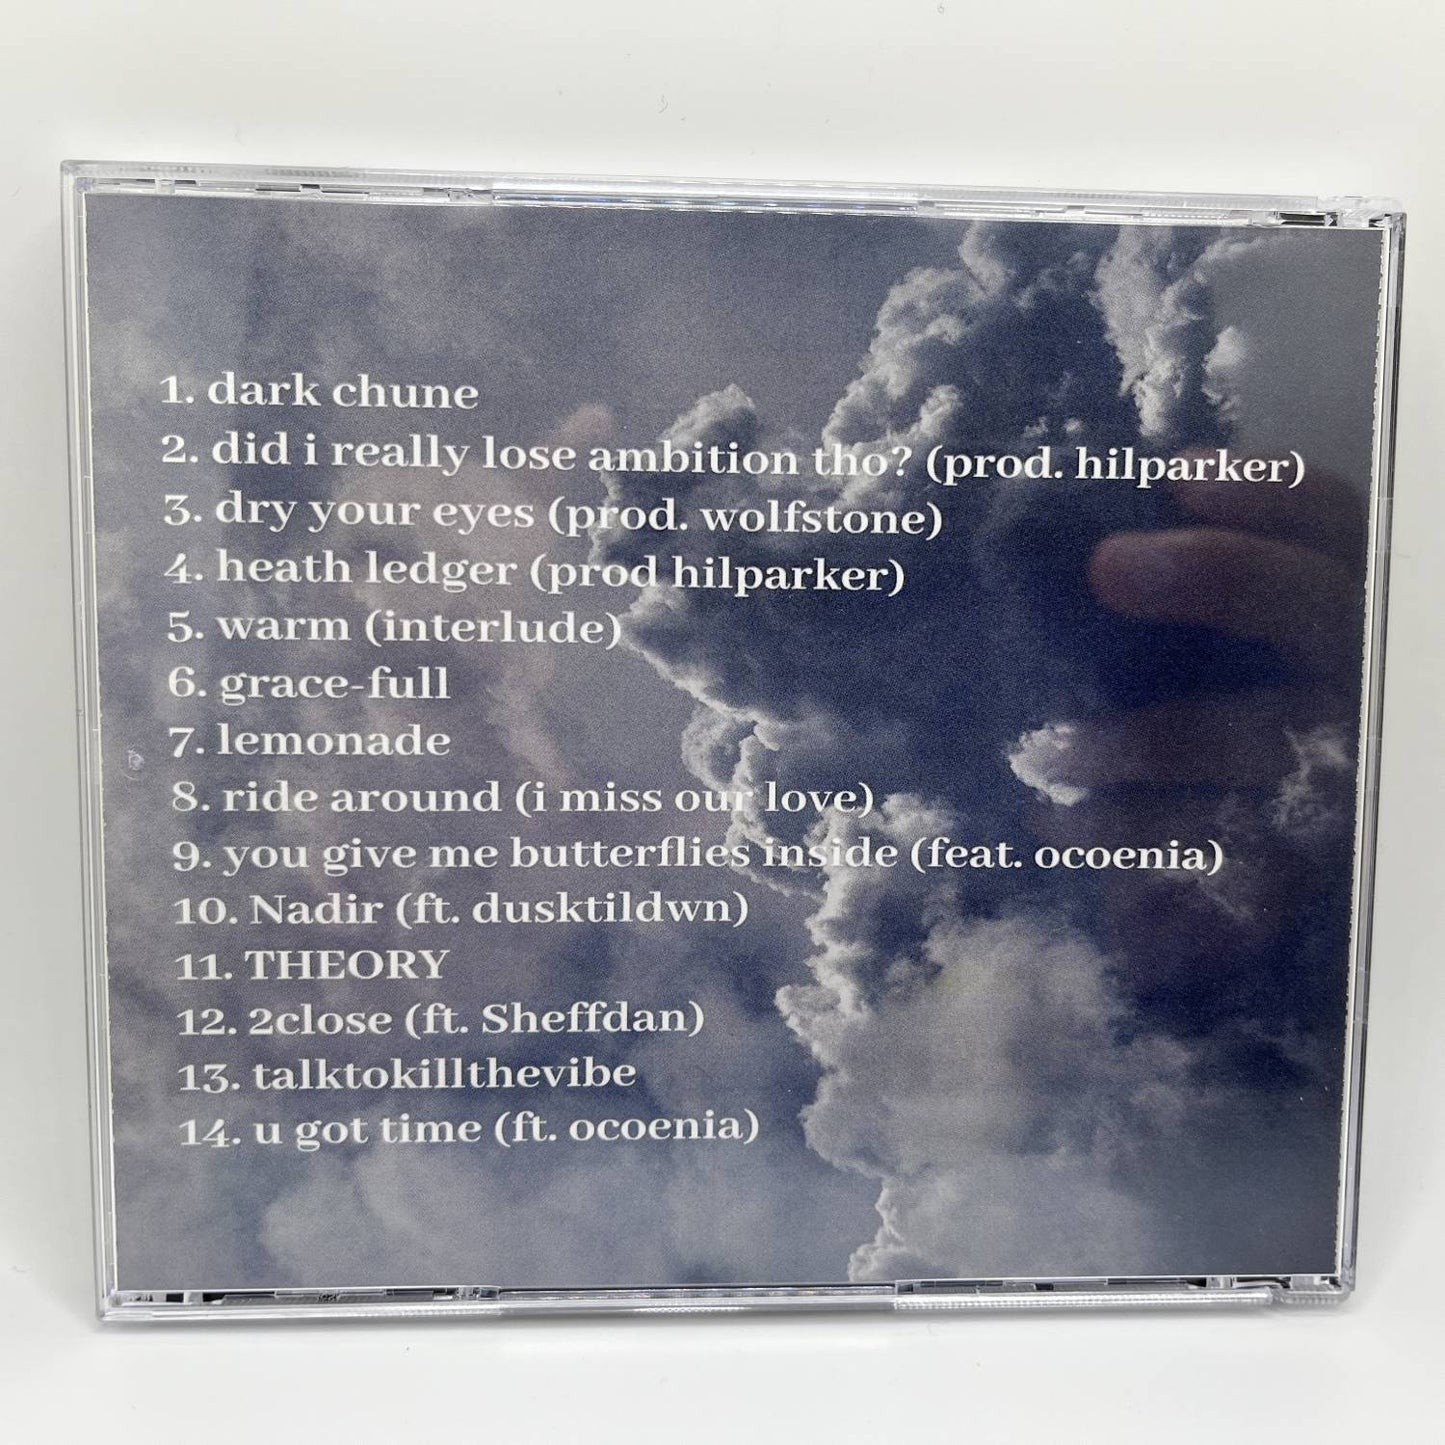 1. dark chune
2. did i really lose ambition tho? (prod. hilparker)
3. dry your eyes (prod. wolfstone)
4. heath ledger (prod hilparker)
5. warm (interlude)
6. grace-full
7. lemonade
8. ride around (i miss our love)
9. you give me butterflies inside (feat. ocoenia)
10. Nadir (ft. dusktildwn)
11. THEORY
12. 2close (ft. Sheffdan)
13. talktokillthevibe
14. u got time (ft. ocoenia)